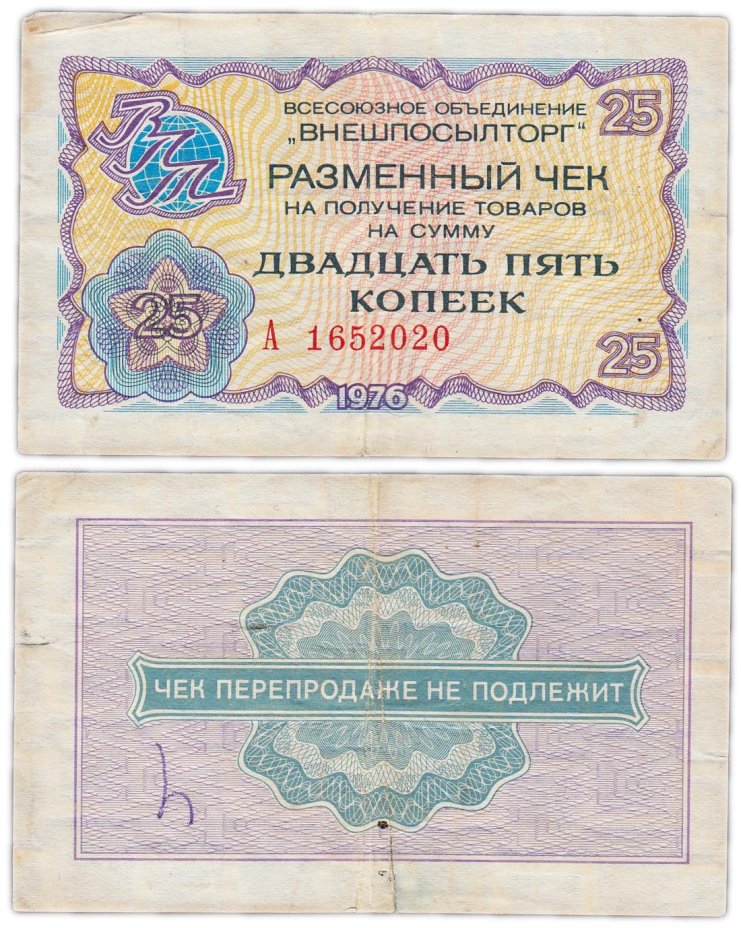 ВПТ
ВСЕСОЮЗНОЕ ОБЪЕДИНЕНИЕ
„ВНЕШПОСЫЛТОРГ“
25
РАЗМЕННЫЙ ЧЕК
НА ПОЛУЧЕНИЕ ТОВАРОВ
НА СУММУ
ДВАДЦАТЬ ПЯТЬ
КОПЕЕК
25
А 1652020
25
1976
ЧЕК ПЕРЕПРОДАЖЕ НЕ ПОДЛЕЖИТ